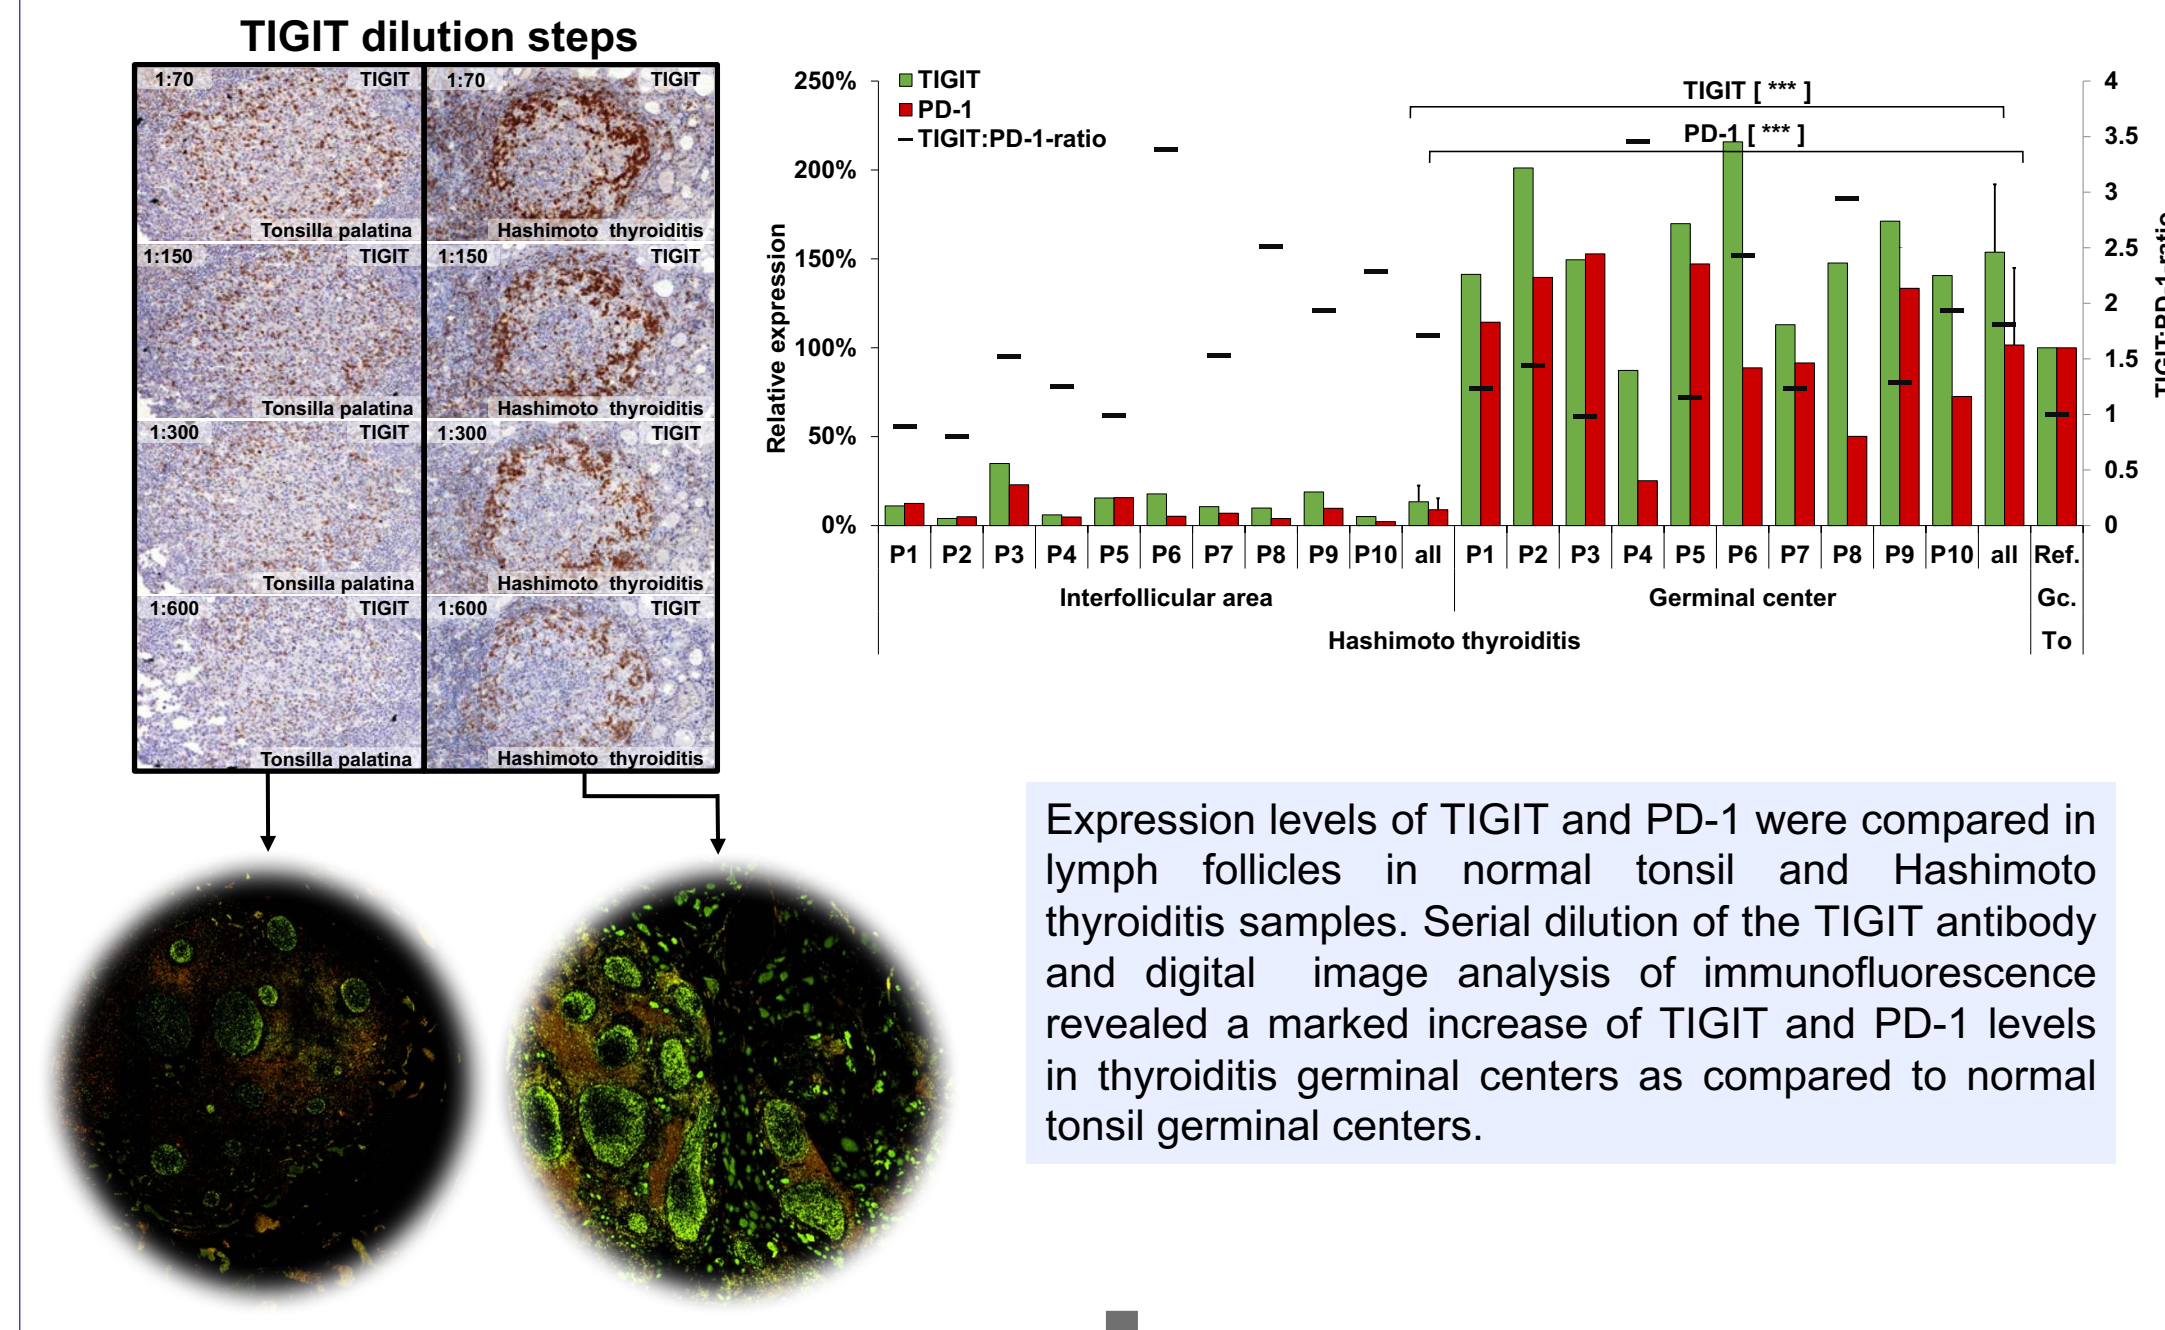 TIGIT dilution steps
1:70 TIGIT
Tonsilla palatina
1:70 TIGIT
Hashimoto thyroiditis
1:150 TIGIT
Tonsilla palatina
1:150 TIGIT
Hashimoto thyroiditis
1:300 TIGIT
Tonsilla palatina
1:300 TIGIT
Hashimoto thyroiditis
1:600 TIGIT
Tonsilla palatina
1:600 TIGIT
Hashimoto thyroiditis
Relative expression
250%
200%
150%
100%
50%
0%
TIGIT
PD-1
TIGIT:PD-1-ratio
TIGIT [ *** ]
PD-1 [ *** ]
4
3.5
3
2.5
2
1.5
1
0.5
0
TIGIT:PD-1-ratio
P1 P2 P3 P4 P5 P6 P7 P8 P9 P10 all P1 P2 P3 P4 P5 P6 P7 P8 P9 P10 all Ref.
Interfollicular area Germinal center Gc.
Hashimoto thyroiditis To
Expression levels of TIGIT and PD-1 were compared in
lymph follicles in normal tonsil and Hashimoto
thyroiditis samples. Serial dilution of the TIGIT antibody
and digital image analysis of immunofluorescence
revealed a marked increase of TIGIT and PD-1 levels
in thyroiditis germinal centers as compared to normal
tonsil germinal centers.